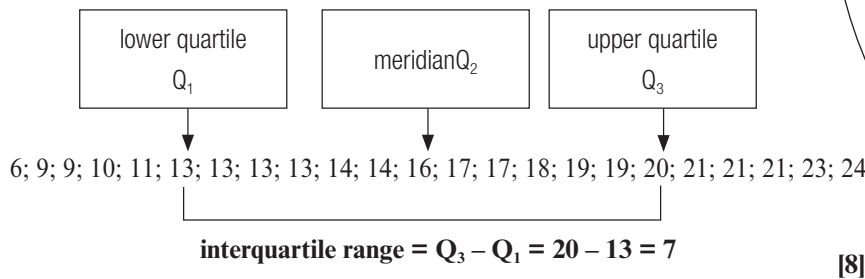 lower quartile
Q₁
meridianQ₂
upper quartile
Q₃
6; 9; 9; 10; 11; 13; 13; 13; 13; 14; 14; 16; 17; 17; 18; 19; 19; 20; 21; 21; 21; 23; 24
interquartile range = Q₃ – Q₁ = 20 – 13 = 7
[8]